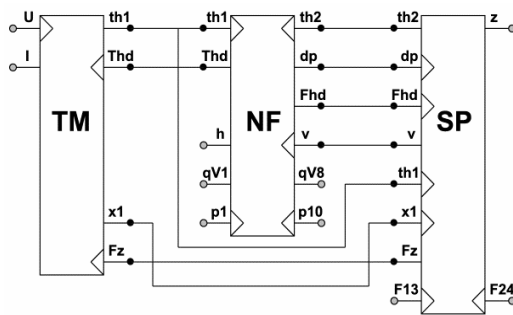 U th1 th1 th2 th2 z
I Thd Thd dp dp
Fhd Fhd
TM NF SP
h v v
qV1 qV8 th1
x1 p1 p10 x1
Fz Fz
F13 F24